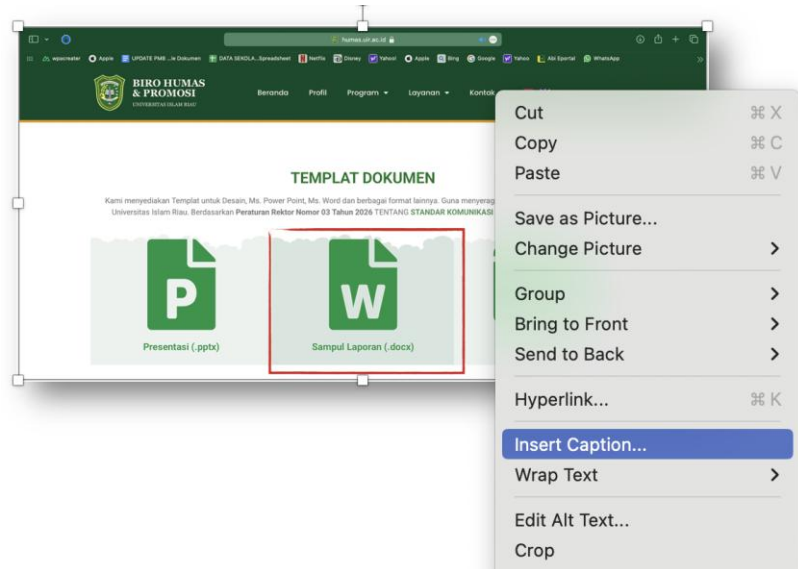 humas.uir.ac.id
wpscreater Apple UPDATE PMB ...le Dokumen DATA SEKOLA...Spreadsheet Netflix Disney Yahoo! Apple Bing Google Yahoo Abi Eportal WhatsApp
BIRO HUMAS
& PROMOSI
UNIVERSITAS ISLAM RIAU
Beranda Profil Program Layanan Kontak
TEMPLAT DOKUMEN
Kami menyediakan Templat untuk Desain, Ms. Power Point, Ms. Word dan berbagai format lainnya. Guna menyerag
Universitas Islam Riau. Berdasarkan Peraturan Rektor Nomor 03 Tahun 2026 TENTANG STANDAR KOMUNIKASI
P
W
Presentasi (.pptx)
Sampul Laporan (.docx)
Cut ⌘ X
Copy ⌘ C
Paste ⌘ V
Save as Picture...
Change Picture
Group
Bring to Front
Send to Back
Hyperlink... ⌘ K
Insert Caption...
Wrap Text
Edit Alt Text...
Crop